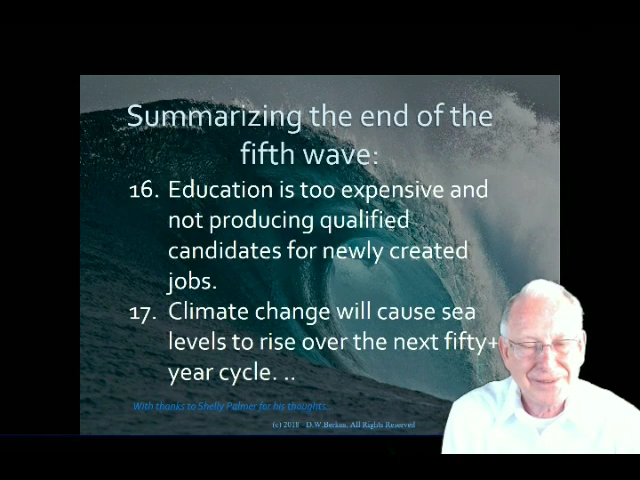 Summarizing the end of the
fifth wave:
16. Education is too expensive and
not producing qualified
candidates for newly created
jobs.
17. Climate change will cause sea
levels to rise over the next fifty+
year cycle. ..
With thanks to Shelly Palmer for his thoughts.
(c) 2018 - D.W. Berkus, All Rights Reserved